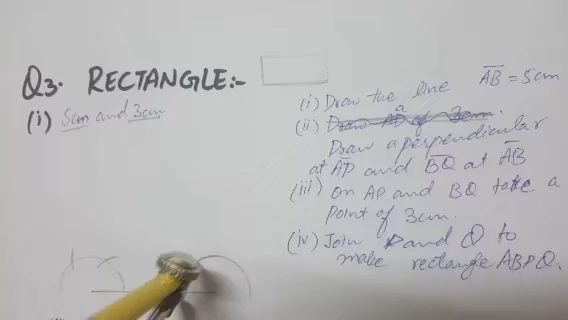 Q3. RECTANGLE:-
(i) 5cm and 3cm
(i) Draw the line AB = 5cm
(ii) Draw AD of 3cm.
Draw a perpendicular
at AP and BQ at AB
(iii) on AP and BQ take a
point of 3cm.
(iv) Join P and Q to
make rectangle ABPQ.